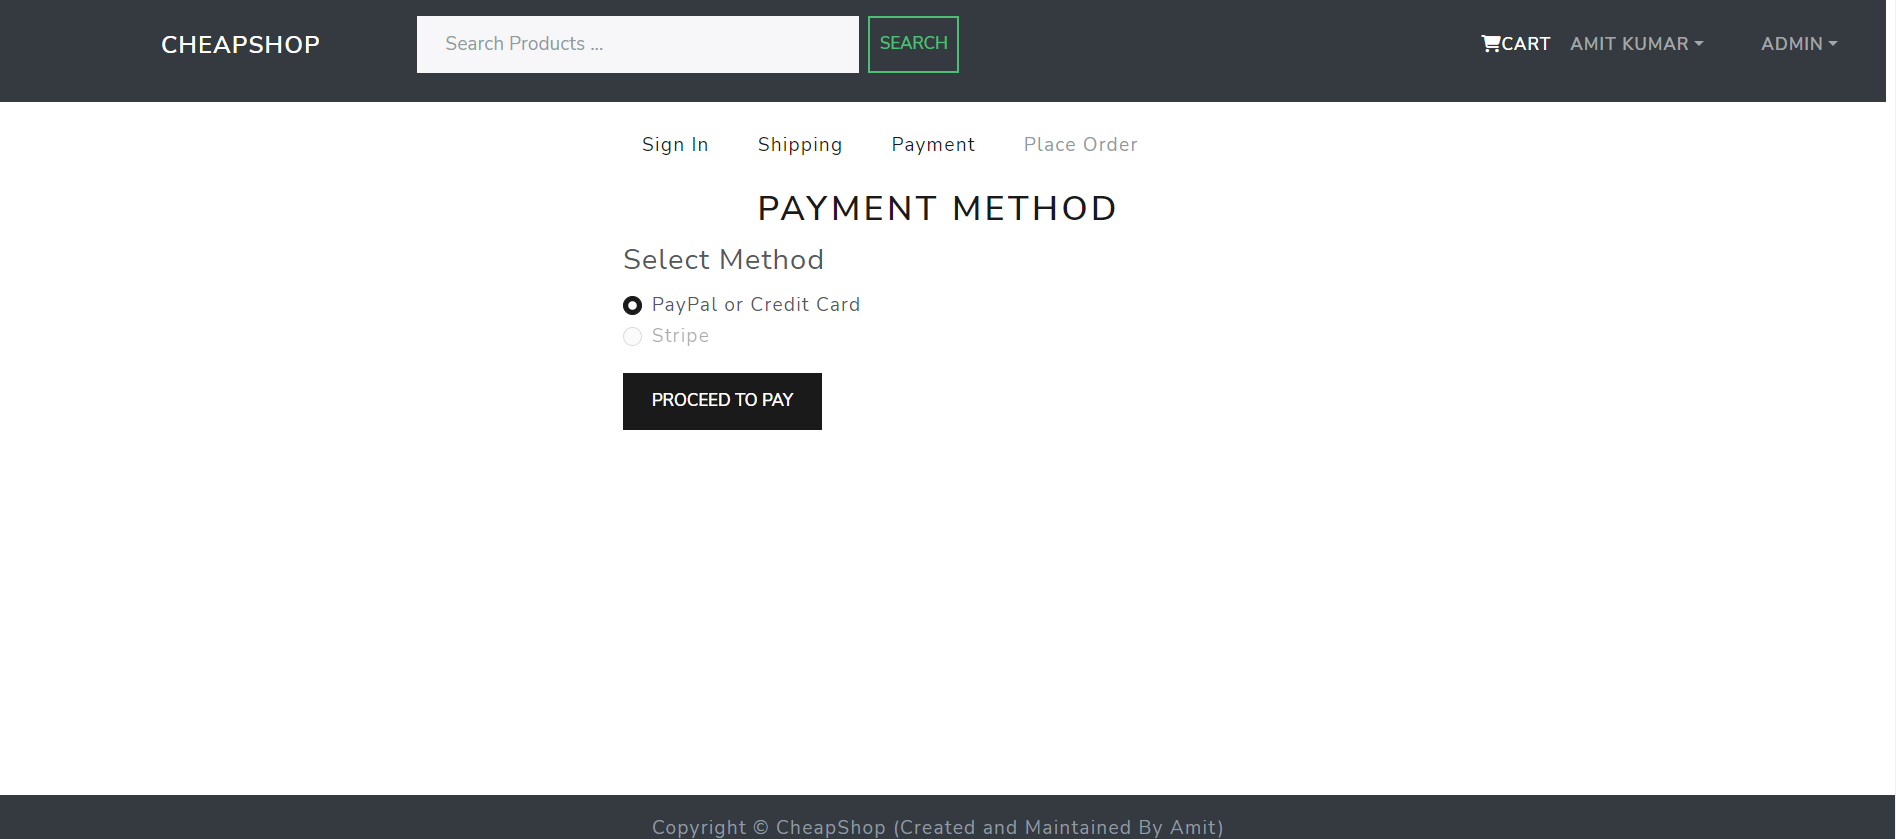 CHEAPSHOP Search Products ... SEARCH CART AMIT KUMAR ADMIN
Sign In Shipping Payment Place Order
PAYMENT METHOD
Select Method
PayPal or Credit Card
Stripe
PROCEED TO PAY
Copyright © CheapShop (Created and Maintained By Amit)